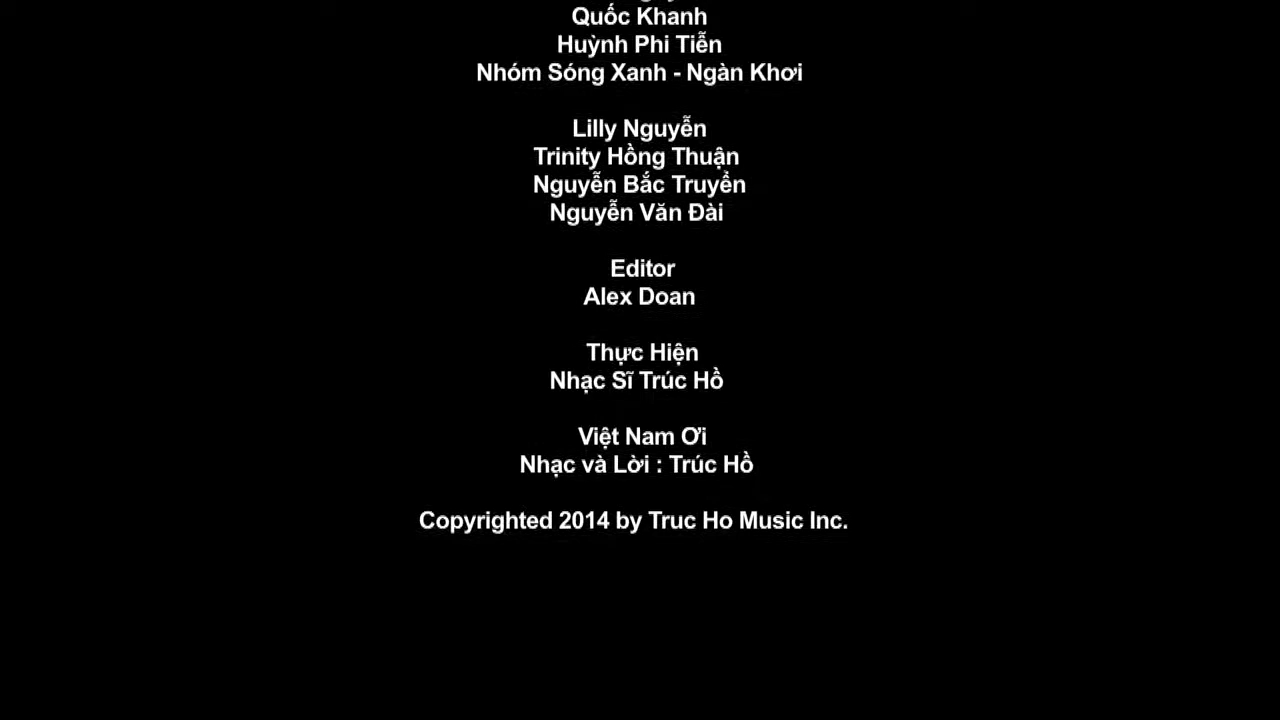 Quốc Khanh
Huỳnh Phi Tiễn
Nhóm Sóng Xanh - Ngàn Khơi
Lilly Nguyễn
Trinity Hồng Thuận
Nguyễn Bắc Truyển
Nguyễn Văn Đài
Editor
Alex Doan
Thực Hiện
Nhạc Sĩ Trúc Hồ
Việt Nam Ơi
Nhạc và Lời : Trúc Hồ
Copyrighted 2014 by Truc Ho Music Inc.